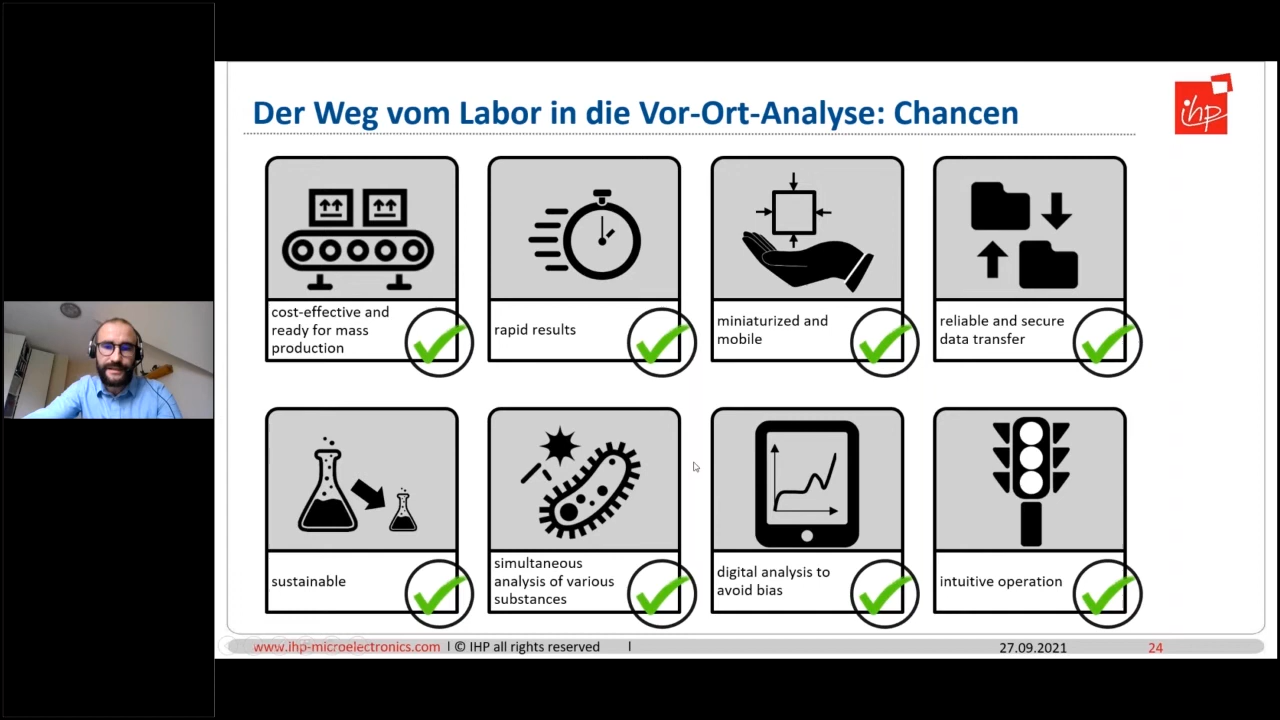 Der Weg vom Labor in die Vor-Ort-Analyse: Chancen
ihp
cost-effective and
ready for mass
production
rapid results
miniaturized and
mobile
reliable and secure
data transfer
sustainable
simultaneous
analysis of various
substances
digital analysis to
avoid bias
intuitive operation
www.ihp-microelectronics.com I © IHP all rights reserved I 27.09.2021 24